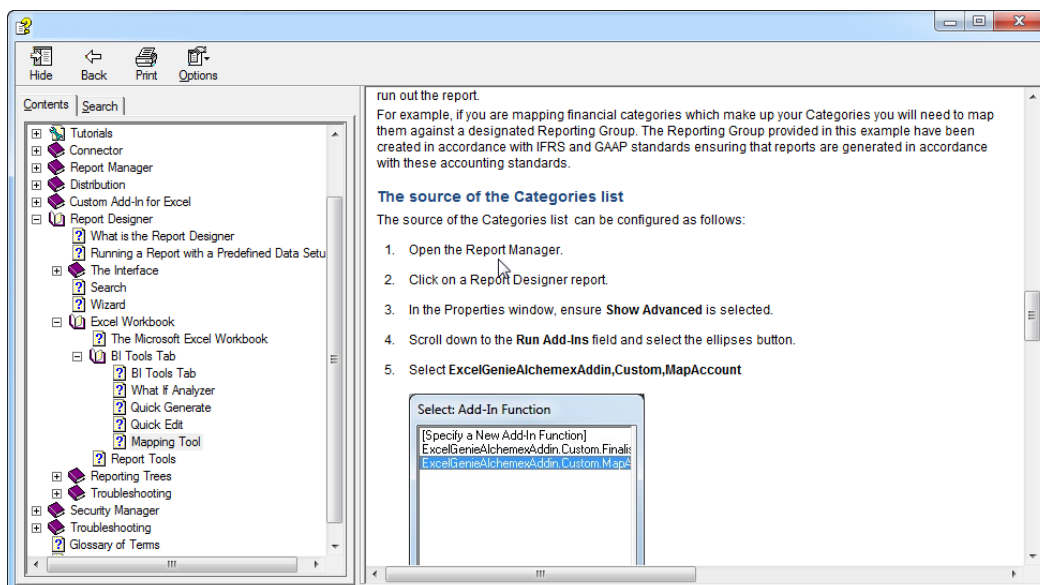 Hide
Back
Print
Options
Contents
Search
Tutorials
Connector
Report Manager
Distribution
Custom Add-In for Excel
Report Designer
What is the Report Designer
Running a Report with a Predefined Data Setu
The Interface
Search
Wizard
Excel Workbook
The Microsoft Excel Workbook
BI Tools Tab
BI Tools Tab
What If Analyzer
Quick Generate
Quick Edit
Mapping Tool
Report Tools
Reporting Trees
Troubleshooting
Security Manager
Troubleshooting
Glossary of Terms
run out the report.
For example, if you are mapping financial categories which make up your Categories you will need to map
them against a designated Reporting Group. The Reporting Group provided in this example have been
created in accordance with IFRS and GAAP standards ensuring that reports are generated in accordance
with these accounting standards.
The source of the Categories list
The source of the Categories list can be configured as follows:
1. Open the Report Manager.
2. Click on a Report Designer report.
3. In the Properties window, ensure Show Advanced is selected.
4. Scroll down to the Run Add-Ins field and select the ellipses button.
5. Select ExcelGenieAlchemexAddin,Custom,MapAccount
Select: Add-In Function
[Specify a New Add-In Function]
ExcelGenieAlchemexAddin.Custom.Finalis
ExcelGenieAlchemexAddin.Custom.MapA